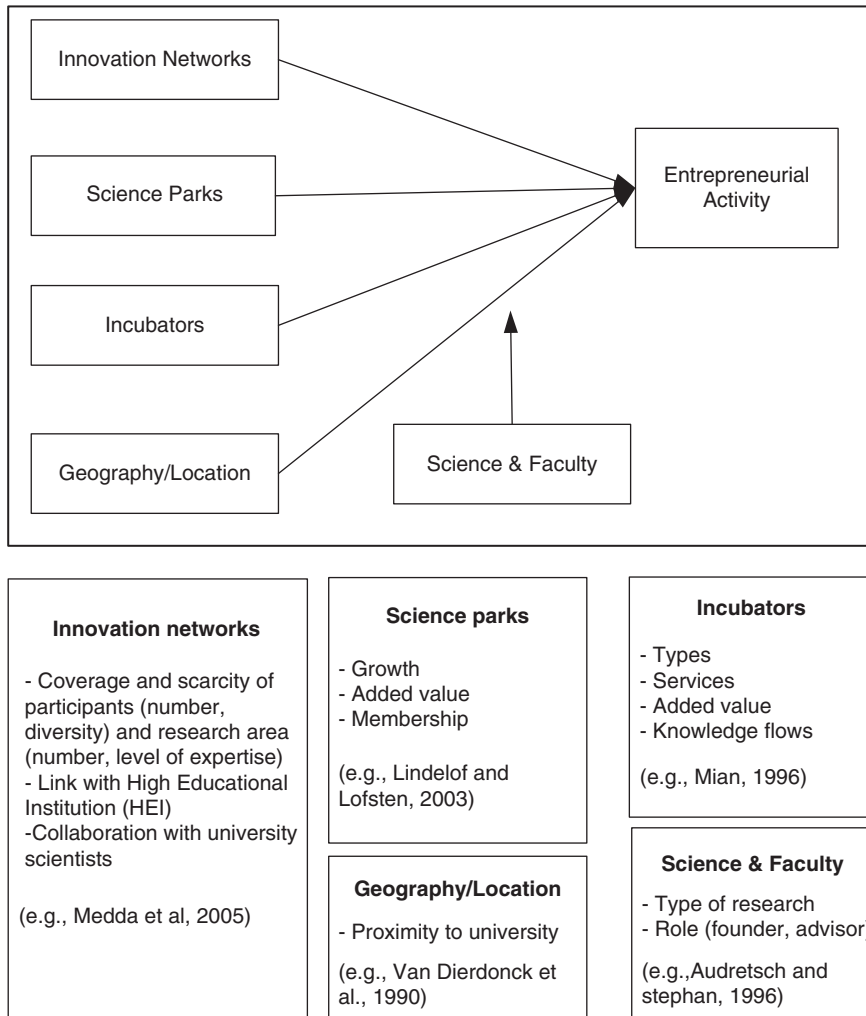 Innovation Networks
Entrepreneurial
Activity
Science Parks
Incubators
Geography/Location
Science & Faculty
Innovation networks
- Coverage and scarcity of
participants (number,
diversity) and research area
(number, level of expertise)
- Link with High Educational
Institution (HEI)
-Collaboration with university
scientists
(e.g., Medda et al, 2005)
Science parks
- Growth
- Added value
- Membership
(e.g., Lindelof and
Lofsten, 2003)
Geography/Location
- Proximity to university
(e.g., Van Dierdonck et
al., 1990)
Incubators
- Types
- Services
- Added value
- Knowledge flows
(e.g., Mian, 1996)
Science & Faculty
- Type of research
- Role (founder, advisor)
(e.g.,Audretsch and
stephan, 1996)